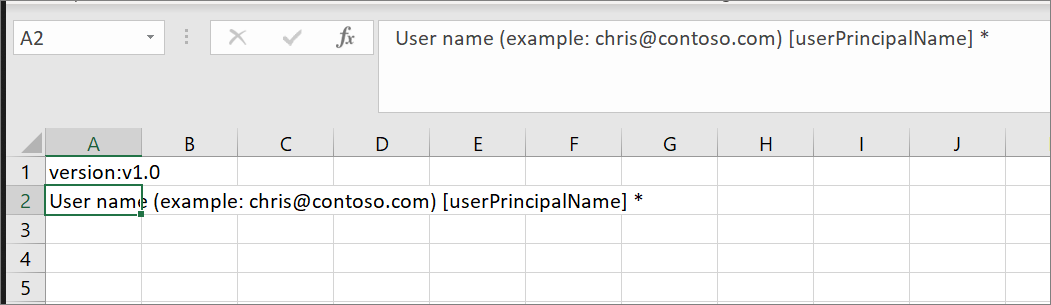 A2 fx User name (example: chris@contoso.com) [userPrincipalName] *
A B C D E F G H I J
1 version:v1.0
2 User name (example: chris@contoso.com) [userPrincipalName] *
3
4
5